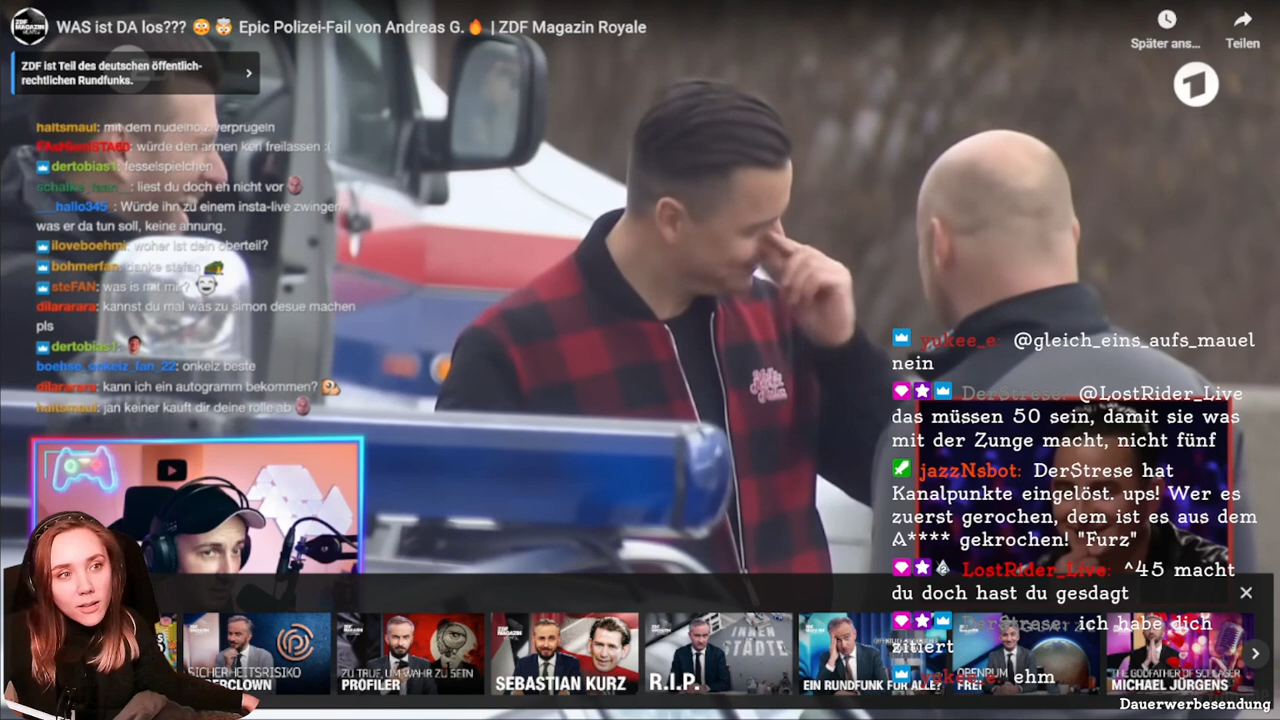 WAS ist DA los??? 😳 🤯 Epic Polizei-Fail von Andreas G. 🔥 | ZDF Magazin Royale
Später ans...
Teilen
ZDF ist Teil des deutschen öffentlich-
rechtlichen Rundfunks.
haltsmaul: mit dem nudelholz verprügeln
würde den armen kerl freilassen :(
dertobias1: fesselspielchen
liest du doch eh nicht vor
__hallo345_: Würde ihn zu einem insta-live zwingen
was er da tun soll, keine ahnung.
iloveboehmi: woher ist dein oberteil?
bohmerfan: danke stefan
steFAN: was is mit mir?
dilararara: kannst du mal was zu simon desue machen
pls
dertobias1:
boehse_onkelz_fan_22: onkelz beste
dilararara: kann ich ein autogramm bekommen?
haltsmaul: jan keiner kauft dir deine rolle ab
yukee_e: @gleich_eins_aufs_mauel
nein
DerStrese: @LostRider_Live
das müssen 50 sein, damit sie was
mit der Zunge macht, nicht fünf
jazzNsbot: DerStrese hat
Kanalpunkte eingelöst. ups! Wer es
zuerst gerochen, dem ist es aus dem
A**** gekrochen! "Furz"
LostRider_Live: ^45 macht
du doch hast du gesdagt
DerStrese: ich habe dich
zitiert
yukee_e: ehm
SICHERHEITSRISIKO
ERCLOWN
ZU TRUE, UM WAHR ZU SEIN
PROFILER
SEBASTIAN KURZ
INNEN
STÄDTE
R.I.P.
EIN RUNDFUNK FÜR ALLE?
FREI
THE GODFATHER OF SCHLAGER
MICHAEL JÜRGENS
Dauerwerbesendung